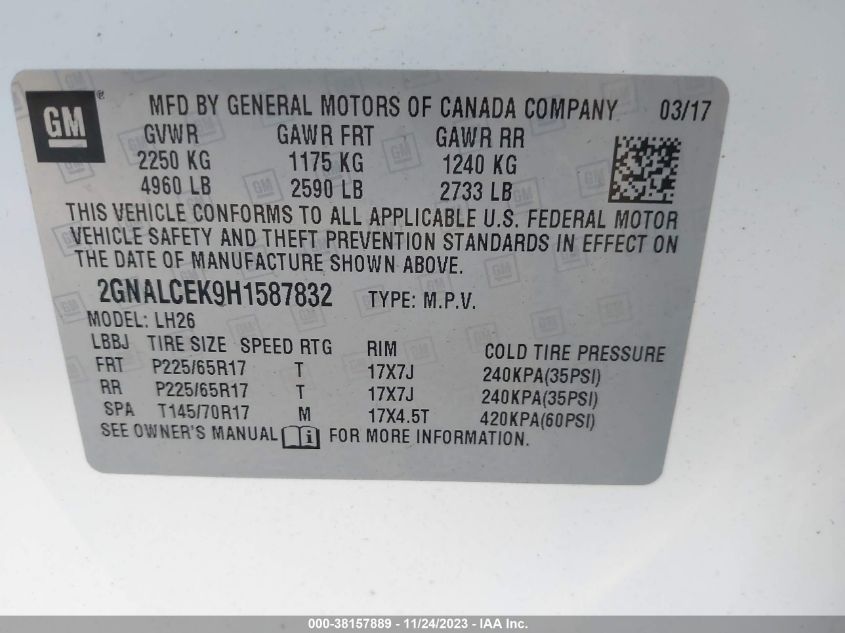 GM ® MFD BY GENERAL MOTORS OF CANADA COMPANY 03/17
GVWR GAWR FRT GAWR RR
2250 KG 1175 KG 1240 KG
4960 LB 2590 LB 2733 LB
THIS VEHICLE CONFORMS TO ALL APPLICABLE U.S. FEDERAL MOTOR
VEHICLE SAFETY AND THEFT PREVENTION STANDARDS IN EFFECT ON
THE DATE OF MANUFACTURE SHOWN ABOVE.
2GNALCEK9H1587832 TYPE: M.P.V.
MODEL: LH26
LBBJ TIRE SIZE SPEED RTG RIM COLD TIRE PRESSURE
FRT P225/65R17 T 17X7J 240KPA(35PSI)
RR P225/65R17 T 17X7J 240KPA(35PSI)
SPA T145/70R17 M 17X4.5T 420KPA(60PSI)
SEE OWNER'S MANUAL FOR MORE INFORMATION.
000-38157889 - 11/24/2023 - IAA Inc.